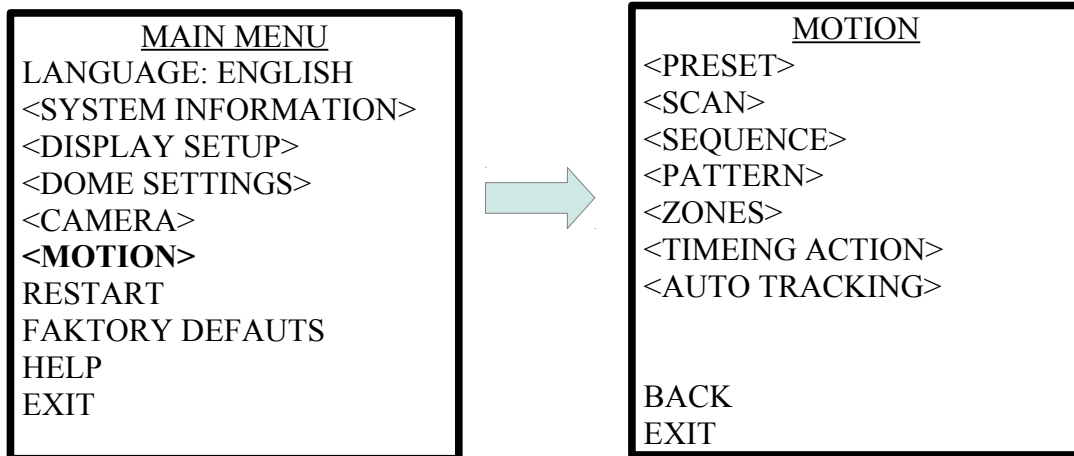 MAIN MENU
LANGUAGE: ENGLISH
<SYSTEM INFORMATION>
<DISPLAY SETUP>
<DOME SETTINGS>
<CAMERA>
<MOTION>
RESTART
FAKTORY DEFAUTS
HELP
EXIT
MOTION
<PRESET>
<SCAN>
<SEQUENCE>
<PATTERN>
<ZONES>
<TIMEING ACTION>
<AUTO TRACKING>
BACK
EXIT